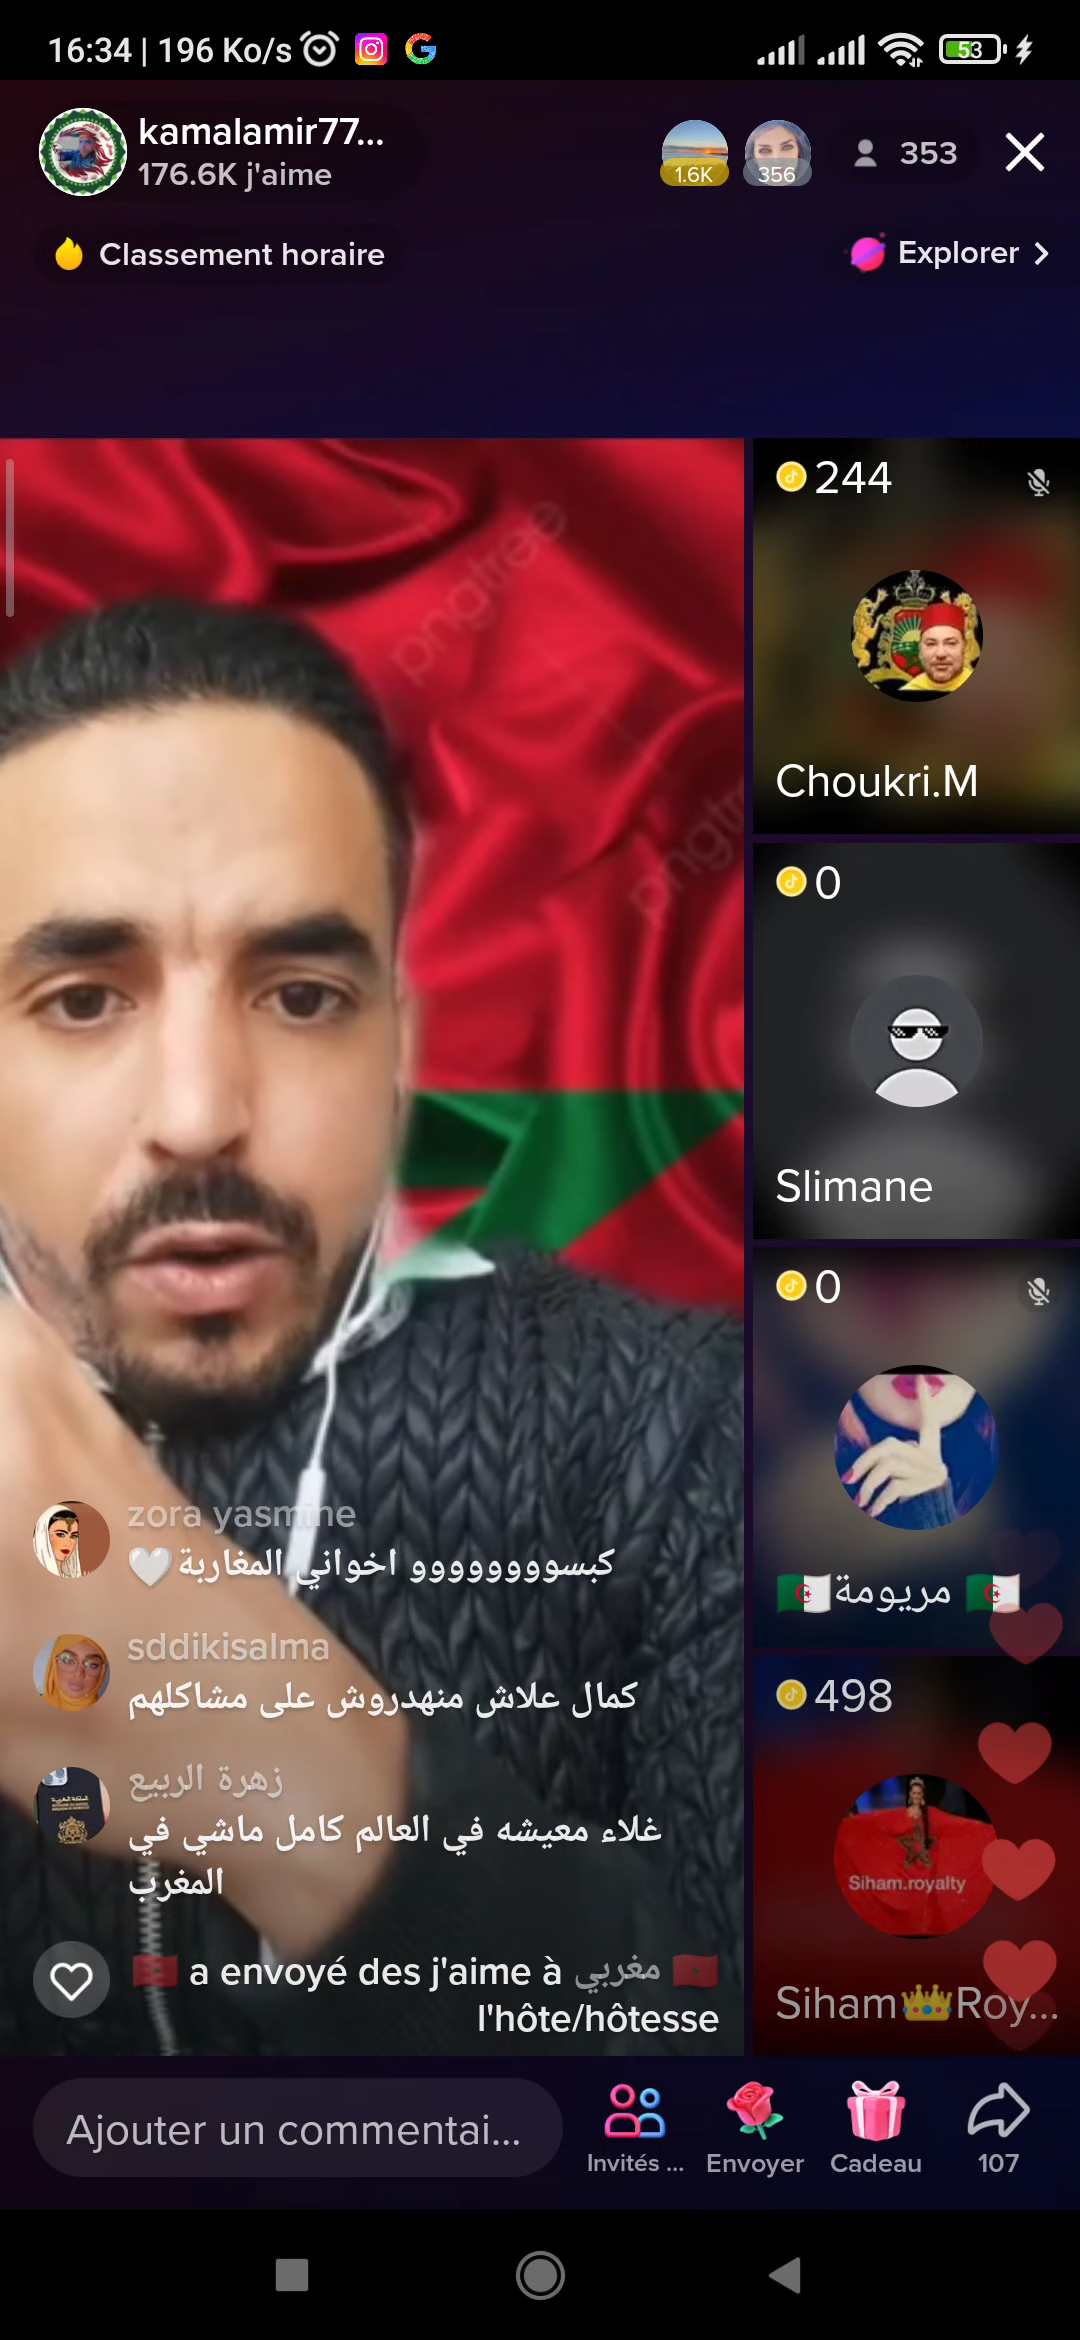 16:34 | 196 Ko/s
53
kamalamir77...
176.6K j'aime
1.6K
356
353
Classement horaire
Explorer
pngtree
244
Choukri.M
0
Slimane
0
🇩🇿مريومة 🇩🇿
498
Siham.royalty
Siham👑Roy...
zora yasmine
كبسووووووووو اخواني المغاربة🤍
sddikisalma
كمال علاش منهدروش على مشاكلهم
زهرة الربيع
غلاء معيشه في العالم كامل ماشي في
المغرب
🇲🇦 مغربي a envoyé des j'aime à 🇲🇦
l'hôte/hôtesse
Ajouter un commentai...
Invités ...
Envoyer
Cadeau
107